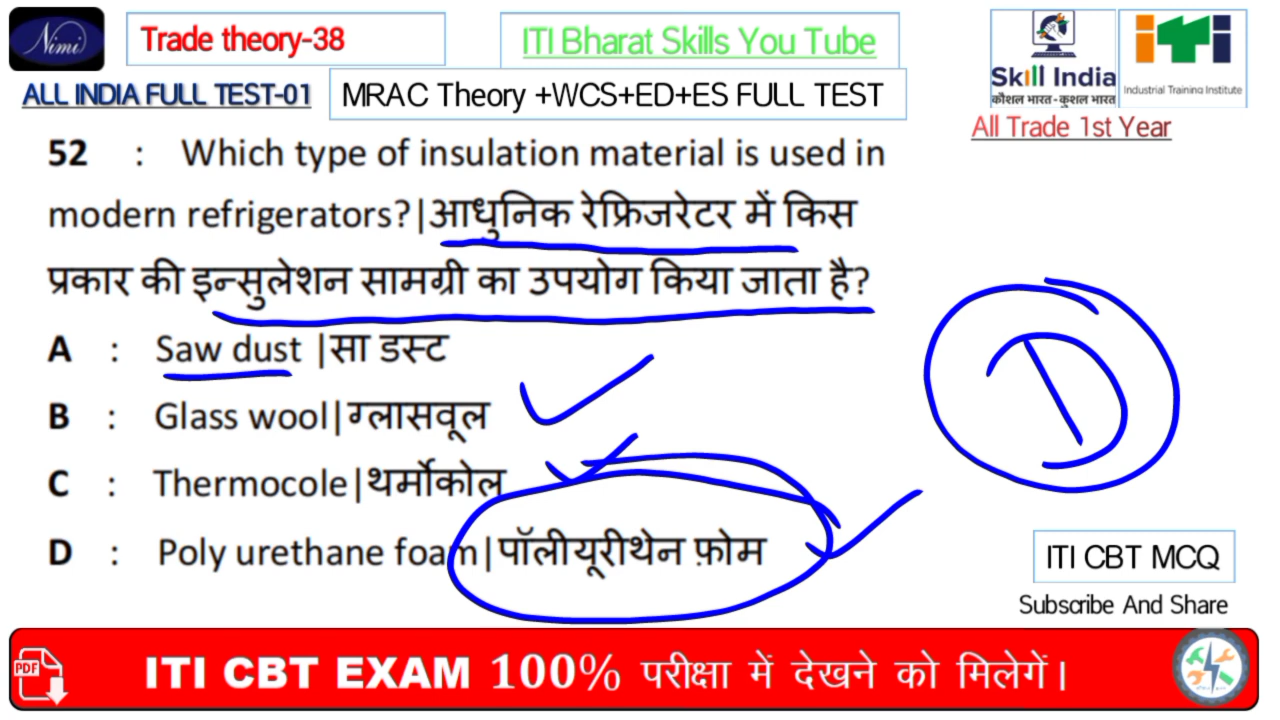 Nimi
Trade theory-38
ITI Bharat Skills You Tube
Skill India
कौशल भारत-कुशल भारत
iTi
Industrial Training Institute
ALL INDIA FULL TEST-01
MRAC Theory +WCS+ED+ES FULL TEST
All Trade 1st Year
52 : Which type of insulation material is used in
modern refrigerators?|आधुनिक रेफ्रिजरेटर में किस
प्रकार की इन्सुलेशन सामग्री का उपयोग किया जाता है?
A : Saw dust |सा डस्ट
B : Glass wool|ग्लासवूल
C : Thermocole|थर्मोकोल
D : Poly urethane foam|पॉलीयूरीथेन फ़ोम
D
ITI CBT MCQ
Subscribe And Share
PDF
ITI CBT EXAM 100% परीक्षा में देखने को मिलेगें।